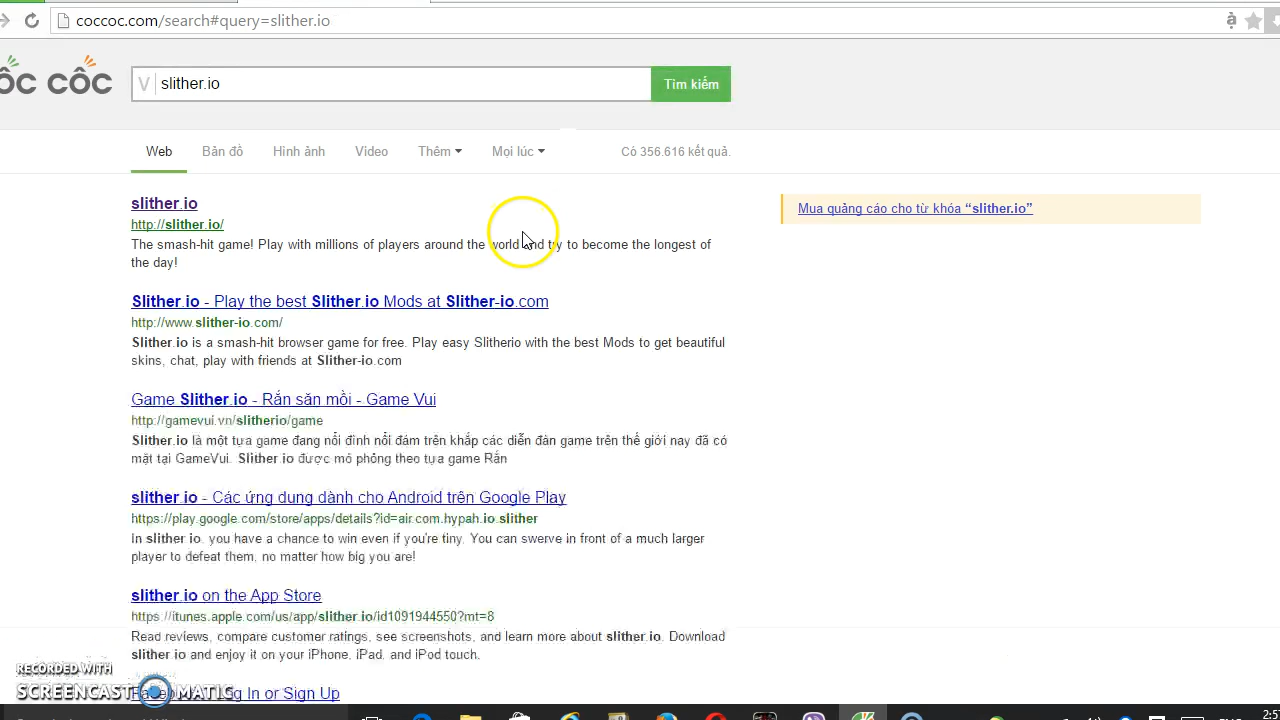 coccoc.com/search#query=slither.io
ốc cốc
V slither.io
Tìm kiếm
Web Bản đồ Hình ảnh Video Thêm Mọi lúc Có 356.616 kết quả.
slither.io
http://slither.io/
The smash-hit game! Play with millions of players around the world and try to become the longest of
the day!
Mua quảng cáo cho từ khóa “slither.io”
Slither.io - Play the best Slither.io Mods at Slither-io.com
http://www.slither-io.com/
Slither.io is a smash-hit browser game for free. Play easy Slitherio with the best Mods to get beautiful
skins, chat, play with friends at Slither-io.com
Game Slither.io - Rắn săn mồi - Game Vui
http://gamevui.vn/slitherio/game
Slither.io là một tựa game đang nổi đình nổi đám trên khắp các diễn đàn game trên thế giới nay đã có
mặt tại GameVui. Slither io được mô phỏng theo tựa game Rắn
slither.io - Các ứng dụng dành cho Android trên Google Play
https://play.google.com/store/apps/details?id=air.com.hypah.io.slither
In slither io, you have a chance to win even if you're tiny. You can swerve in front of a much larger
player to defeat them, no matter how big you are!
slither.io on the App Store
https://itunes.apple.com/us/app/slither.io/id1091944550?mt=8
Read reviews, compare customer ratings, see screenshots, and learn more about slither.io. Download
slither io and enjoy it on your iPhone, iPad, and iPod touch.
Log In or Sign Up
RECORDED WITH
SCREENCAST MATIC